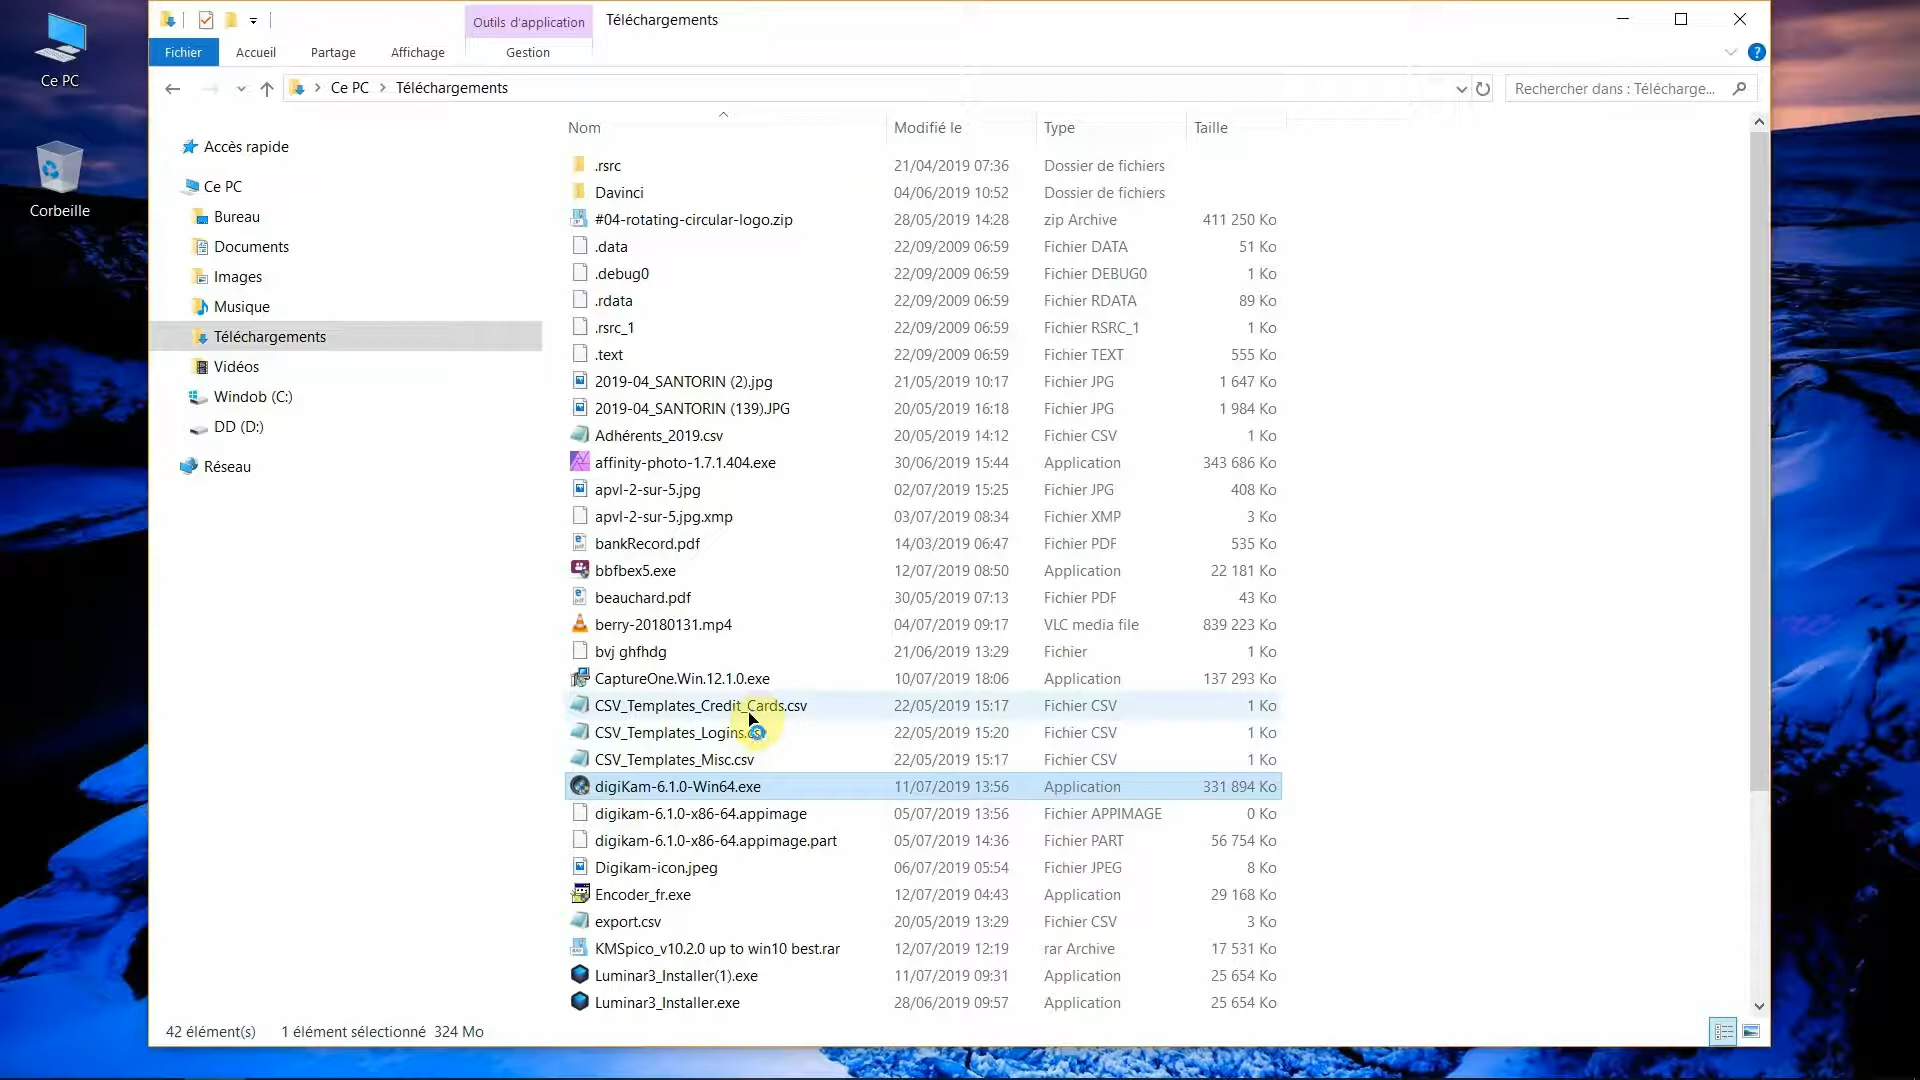 Ce PC
Corbeille
Outils d'application
Téléchargements
Fichier
Accueil
Partage
Affichage
Gestion
?
Ce PC
Téléchargements
Rechercher dans : Télécharge...
Accès rapide
Ce PC
Bureau
Documents
Images
Musique
Téléchargements
Vidéos
Windob (C:)
DD (D:)
Réseau
Nom Modifié le Type Taille
.rsrc 21/04/2019 07:36 Dossier de fichiers
Davinci 04/06/2019 10:52 Dossier de fichiers
#04-rotating-circular-logo.zip 28/05/2019 14:28 zip Archive 411 250 Ko
.data 22/09/2009 06:59 Fichier DATA 51 Ko
.debug0 22/09/2009 06:59 Fichier DEBUG0 1 Ko
.rdata 22/09/2009 06:59 Fichier RDATA 89 Ko
.rsrc_1 22/09/2009 06:59 Fichier RSRC_1 1 Ko
.text 22/09/2009 06:59 Fichier TEXT 555 Ko
2019-04_SANTORIN (2).jpg 21/05/2019 10:17 Fichier JPG 1 647 Ko
2019-04_SANTORIN (139).JPG 20/05/2019 16:18 Fichier JPG 1 984 Ko
Adhérents_2019.csv 20/05/2019 14:12 Fichier CSV 1 Ko
affinity-photo-1.7.1.404.exe 30/06/2019 15:44 Application 343 686 Ko
apvl-2-sur-5.jpg 02/07/2019 15:25 Fichier JPG 408 Ko
apvl-2-sur-5.jpg.xmp 03/07/2019 08:34 Fichier XMP 3 Ko
bankRecord.pdf 14/03/2019 06:47 Fichier PDF 535 Ko
bbfbex5.exe 12/07/2019 08:50 Application 22 181 Ko
beauchard.pdf 30/05/2019 07:13 Fichier PDF 43 Ko
berry-20180131.mp4 04/07/2019 09:17 VLC media file 839 223 Ko
bvj ghfhdg 21/06/2019 13:29 Fichier 1 Ko
CaptureOne.Win.12.1.0.exe 10/07/2019 18:06 Application 137 293 Ko
CSV_Templates_Credit_Cards.csv 22/05/2019 15:17 Fichier CSV 1 Ko
CSV_Templates_Logins.csv 22/05/2019 15:20 Fichier CSV 1 Ko
CSV_Templates_Misc.csv 22/05/2019 15:17 Fichier CSV 1 Ko
digiKam-6.1.0-Win64.exe 11/07/2019 13:56 Application 331 894 Ko
digikam-6.1.0-x86-64.appimage 05/07/2019 13:56 Fichier APPIMAGE 0 Ko
digikam-6.1.0-x86-64.appimage.part 05/07/2019 14:36 Fichier PART 56 754 Ko
Digikam-icon.jpeg 06/07/2019 05:54 Fichier JPEG 8 Ko
Encoder_fr.exe 12/07/2019 04:43 Application 29 168 Ko
export.csv 20/05/2019 13:29 Fichier CSV 3 Ko
KMSpico_v10.2.0 up to win10 best.rar 12/07/2019 12:19 rar Archive 17 531 Ko
Luminar3_Installer(1).exe 11/07/2019 09:31 Application 25 654 Ko
Luminar3_Installer.exe 28/06/2019 09:57 Application 25 654 Ko
42 élément(s) 1 élément sélectionné 324 Mo